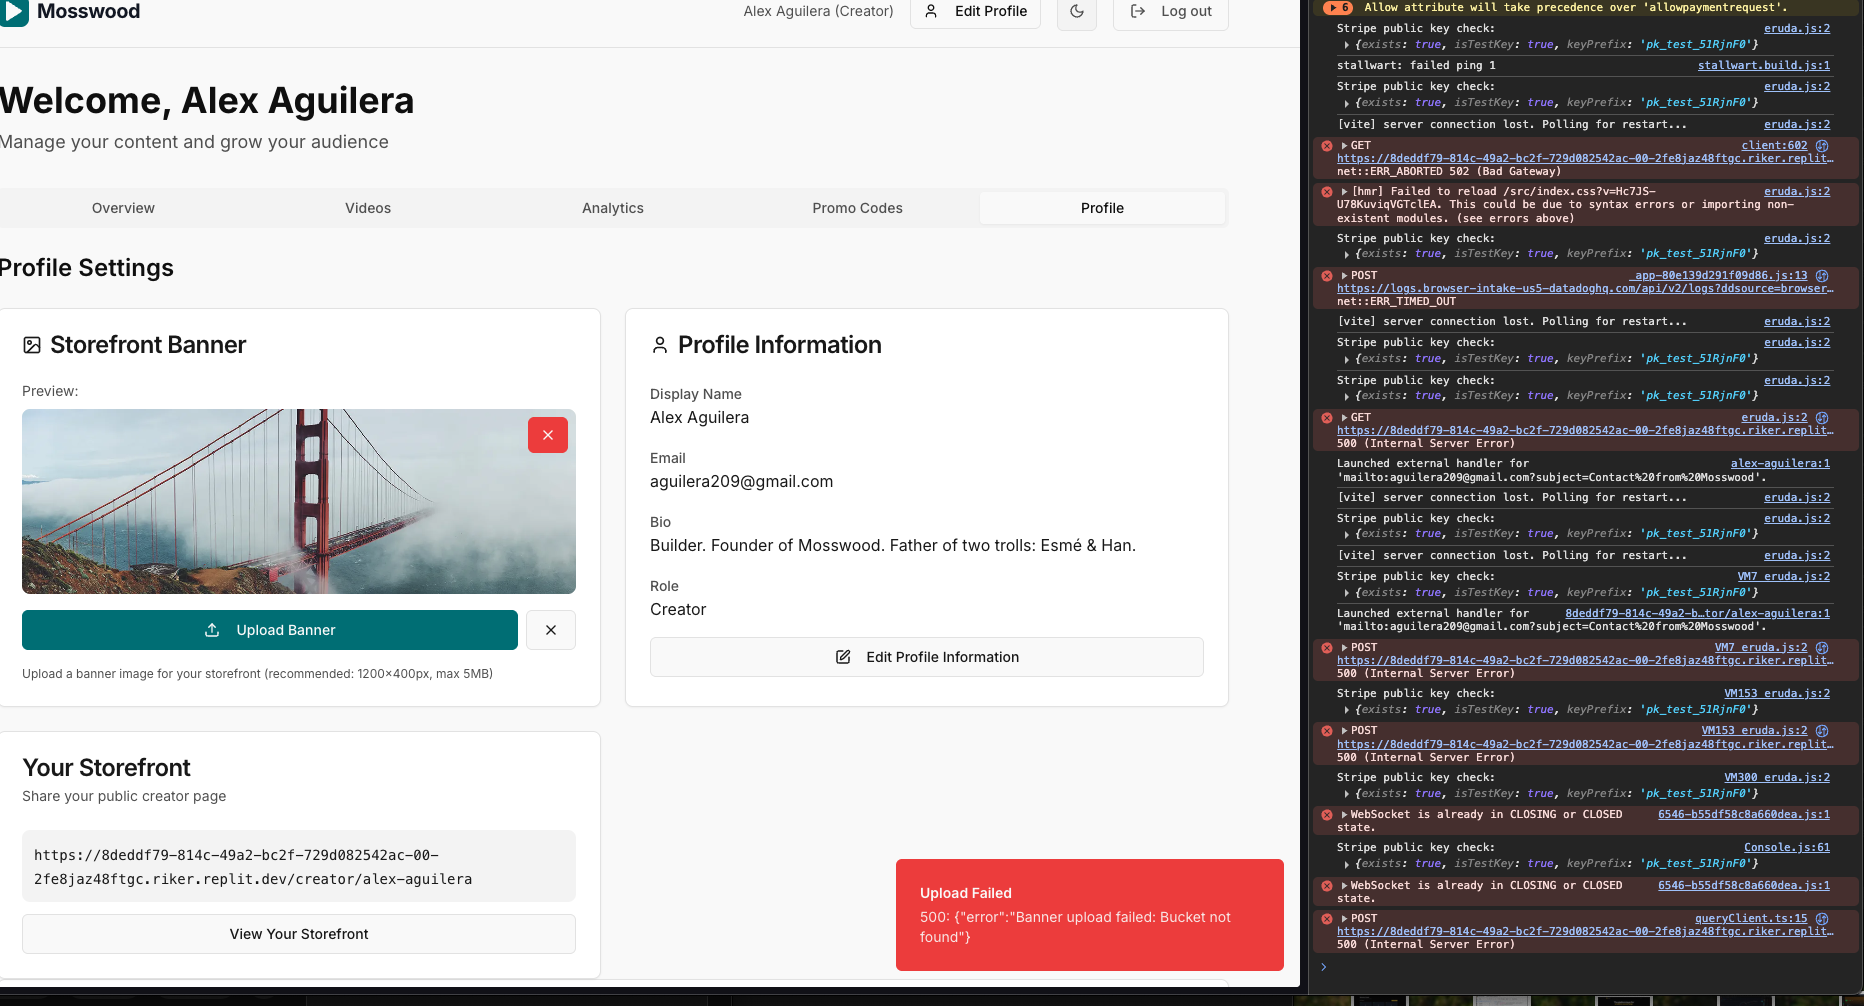 Mosswood
Alex Aguilera (Creator)
Edit Profile
Log out
Welcome, Alex Aguilera
Manage your content and grow your audience
Overview
Videos
Analytics
Promo Codes
Profile
Profile Settings
Storefront Banner
Preview:
Upload Banner
Upload a banner image for your storefront (recommended: 1200×400px, max 5MB)
Profile Information
Display Name
Alex Aguilera
Email
aguilera209@gmail.com
Bio
Builder. Founder of Mosswood. Father of two trolls: Esmé & Han.
Role
Creator
Edit Profile Information
Your Storefront
Share your public creator page
https://8deddf79-814c-49a2-bc2f-729d082542ac-00-
2fe8jaz48ftgc.riker.replit.dev/creator/alex-aguilera
View Your Storefront
Upload Failed
500: {"error":"Banner upload failed: Bucket not
found"}
6 Allow attribute will take precedence over 'allowpaymentrequest'.
Stripe public key check: eruda.js:2
{exists: true, isTestKey: true, keyPrefix: 'pk_test_51RjnF0'}
stallwart: failed ping 1 stallwart.build.js:1
Stripe public key check: eruda.js:2
{exists: true, isTestKey: true, keyPrefix: 'pk_test_51RjnF0'}
[vite] server connection lost. Polling for restart... eruda.js:2
GET client:602
https://8deddf79-814c-49a2-bc2f-729d082542ac-00-2fe8jaz48ftgc.riker.replit…
net::ERR_ABORTED 502 (Bad Gateway)
[hmr] Failed to reload /src/index.css?v=Hc7JS- eruda.js:2
U78KuviqVGTclEA. This could be due to syntax errors or importing non-
existent modules. (see errors above)
Stripe public key check: eruda.js:2
{exists: true, isTestKey: true, keyPrefix: 'pk_test_51RjnF0'}
POST _app-80e139d291f09d86.js:13
https://logs.browser-intake-us5-datadoghq.com/api/v2/logs?ddsource=browser…
net::ERR_TIMED_OUT
[vite] server connection lost. Polling for restart... eruda.js:2
Stripe public key check: eruda.js:2
{exists: true, isTestKey: true, keyPrefix: 'pk_test_51RjnF0'}
Stripe public key check: eruda.js:2
{exists: true, isTestKey: true, keyPrefix: 'pk_test_51RjnF0'}
GET eruda.js:2
https://8deddf79-814c-49a2-bc2f-729d082542ac-00-2fe8jaz48ftgc.riker.replit…
500 (Internal Server Error)
Launched external handler for alex-aguilera:1
'mailto:aguilera209@gmail.com?subject=Contact%20from%20Mosswood'.
[vite] server connection lost. Polling for restart... eruda.js:2
Stripe public key check: eruda.js:2
{exists: true, isTestKey: true, keyPrefix: 'pk_test_51RjnF0'}
[vite] server connection lost. Polling for restart... eruda.js:2
Stripe public key check: VM7 eruda.js:2
{exists: true, isTestKey: true, keyPrefix: 'pk_test_51RjnF0'}
Launched external handler for 8deddf79-814c-49a2-b…tor/alex-aguilera:1
'mailto:aguilera209@gmail.com?subject=Contact%20from%20Mosswood'.
POST VM7 eruda.js:2
https://8deddf79-814c-49a2-bc2f-729d082542ac-00-2fe8jaz48ftgc.riker.replit…
500 (Internal Server Error)
Stripe public key check: VM153 eruda.js:2
{exists: true, isTestKey: true, keyPrefix: 'pk_test_51RjnF0'}
POST VM153 eruda.js:2
https://8deddf79-814c-49a2-bc2f-729d082542ac-00-2fe8jaz48ftgc.riker.replit…
500 (Internal Server Error)
Stripe public key check: VM300 eruda.js:2
{exists: true, isTestKey: true, keyPrefix: 'pk_test_51RjnF0'}
WebSocket is already in CLOSING or CLOSED 6546-b55df58c8a660dea.js:1
state.
Stripe public key check: Console.js:61
{exists: true, isTestKey: true, keyPrefix: 'pk_test_51RjnF0'}
WebSocket is already in CLOSING or CLOSED 6546-b55df58c8a660dea.js:1
state.
POST queryClient.ts:15
https://8deddf79-814c-49a2-bc2f-729d082542ac-00-2fe8jaz48ftgc.riker.replit…
500 (Internal Server Error)